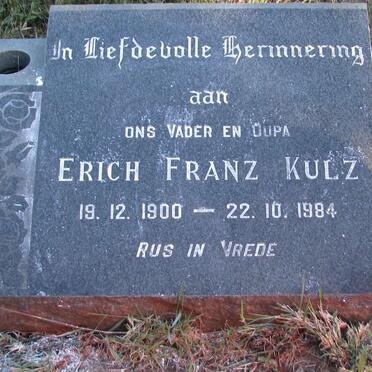 In Liefdevolle Herinnering
aan
ONS VADER EN OUPA
ERICH FRANZ KULZ
19.12.1900 — 22.10.1984
RUS IN VREDE